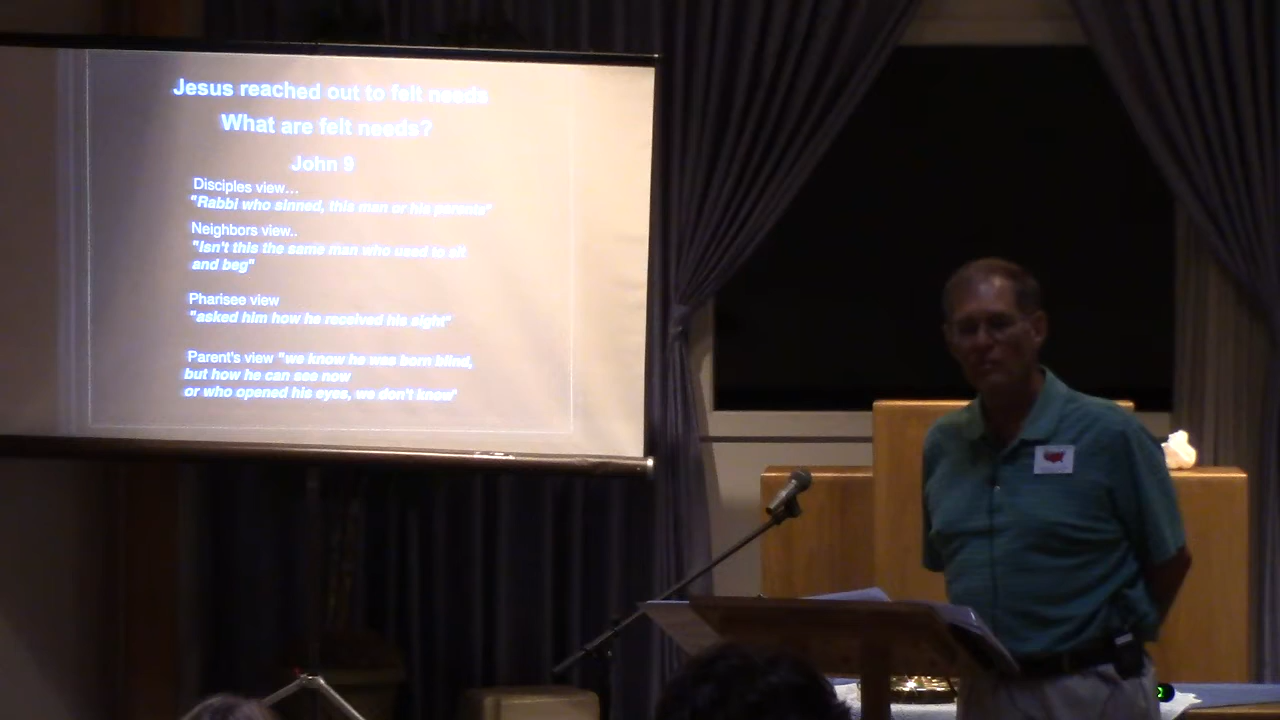 Jesus reached out to felt needs
What are felt needs?
John 9
Disciples view...
"Rabbi who sinned, this man or his parents"
Neighbors view..
"Isn't this the same man who used to sit
and beg"
Pharisee view
"asked him how he received his sight"
Parent's view "we know he was born blind,
but how he can see now
or who opened his eyes, we don't know"